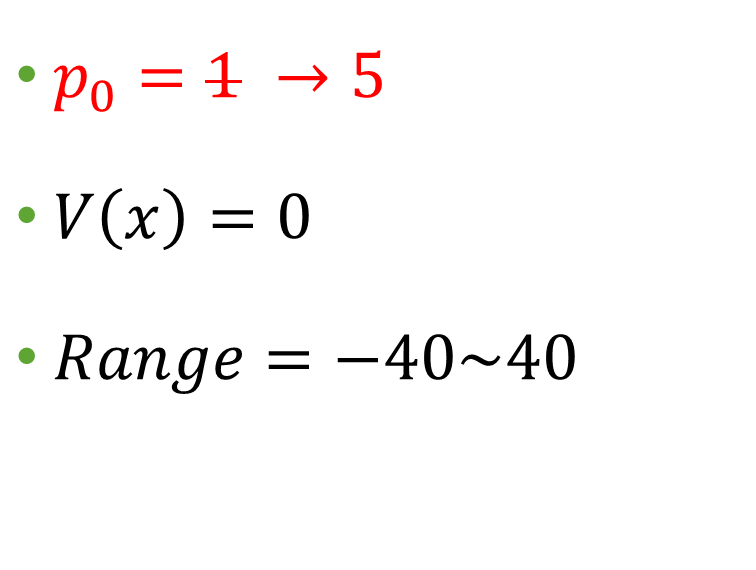 • p₀ = ~~1~~ → 5
• V(x) = 0
• Range = −40~40